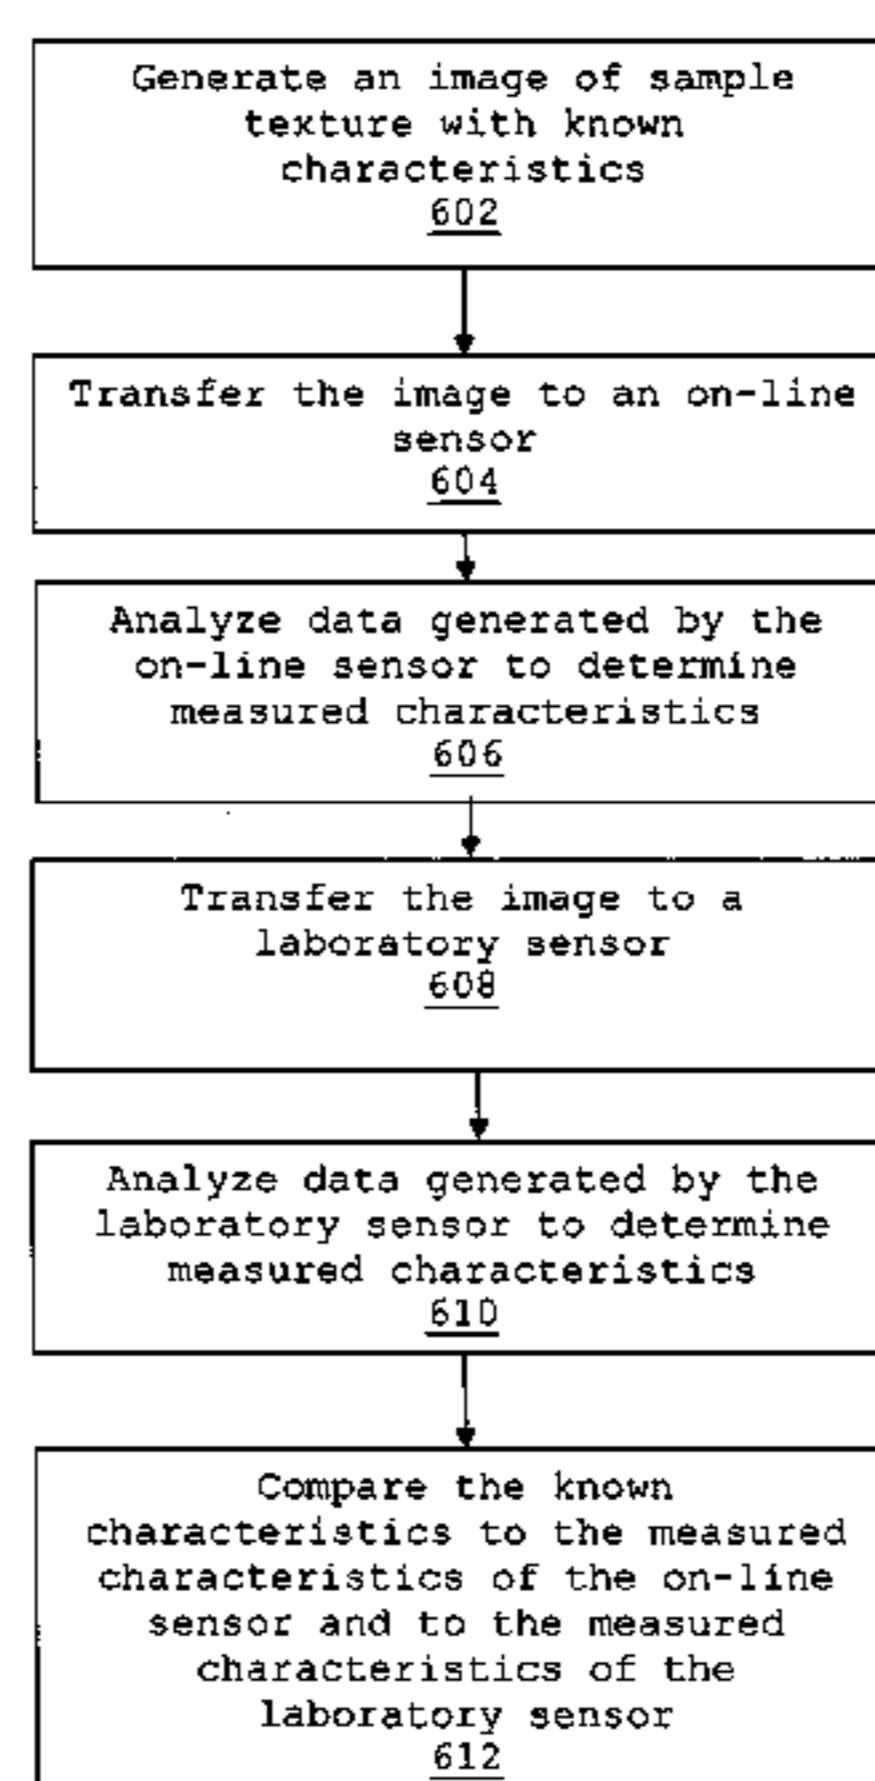 Generate an image of sample
texture with known
characteristics
602
Transfer the image to an on-line
sensor
604
Analyze data generated by the
on-line sensor to determine
measured characteristics
606
Transfer the image to a
laboratory sensor
608
Analyze data generated by the
laboratory sensor to determine
measured characteristics
610
Compare the known
characteristics to the measured
characteristics of the on-line
sensor and to the measured
characteristics of the
laboratory sensor
612